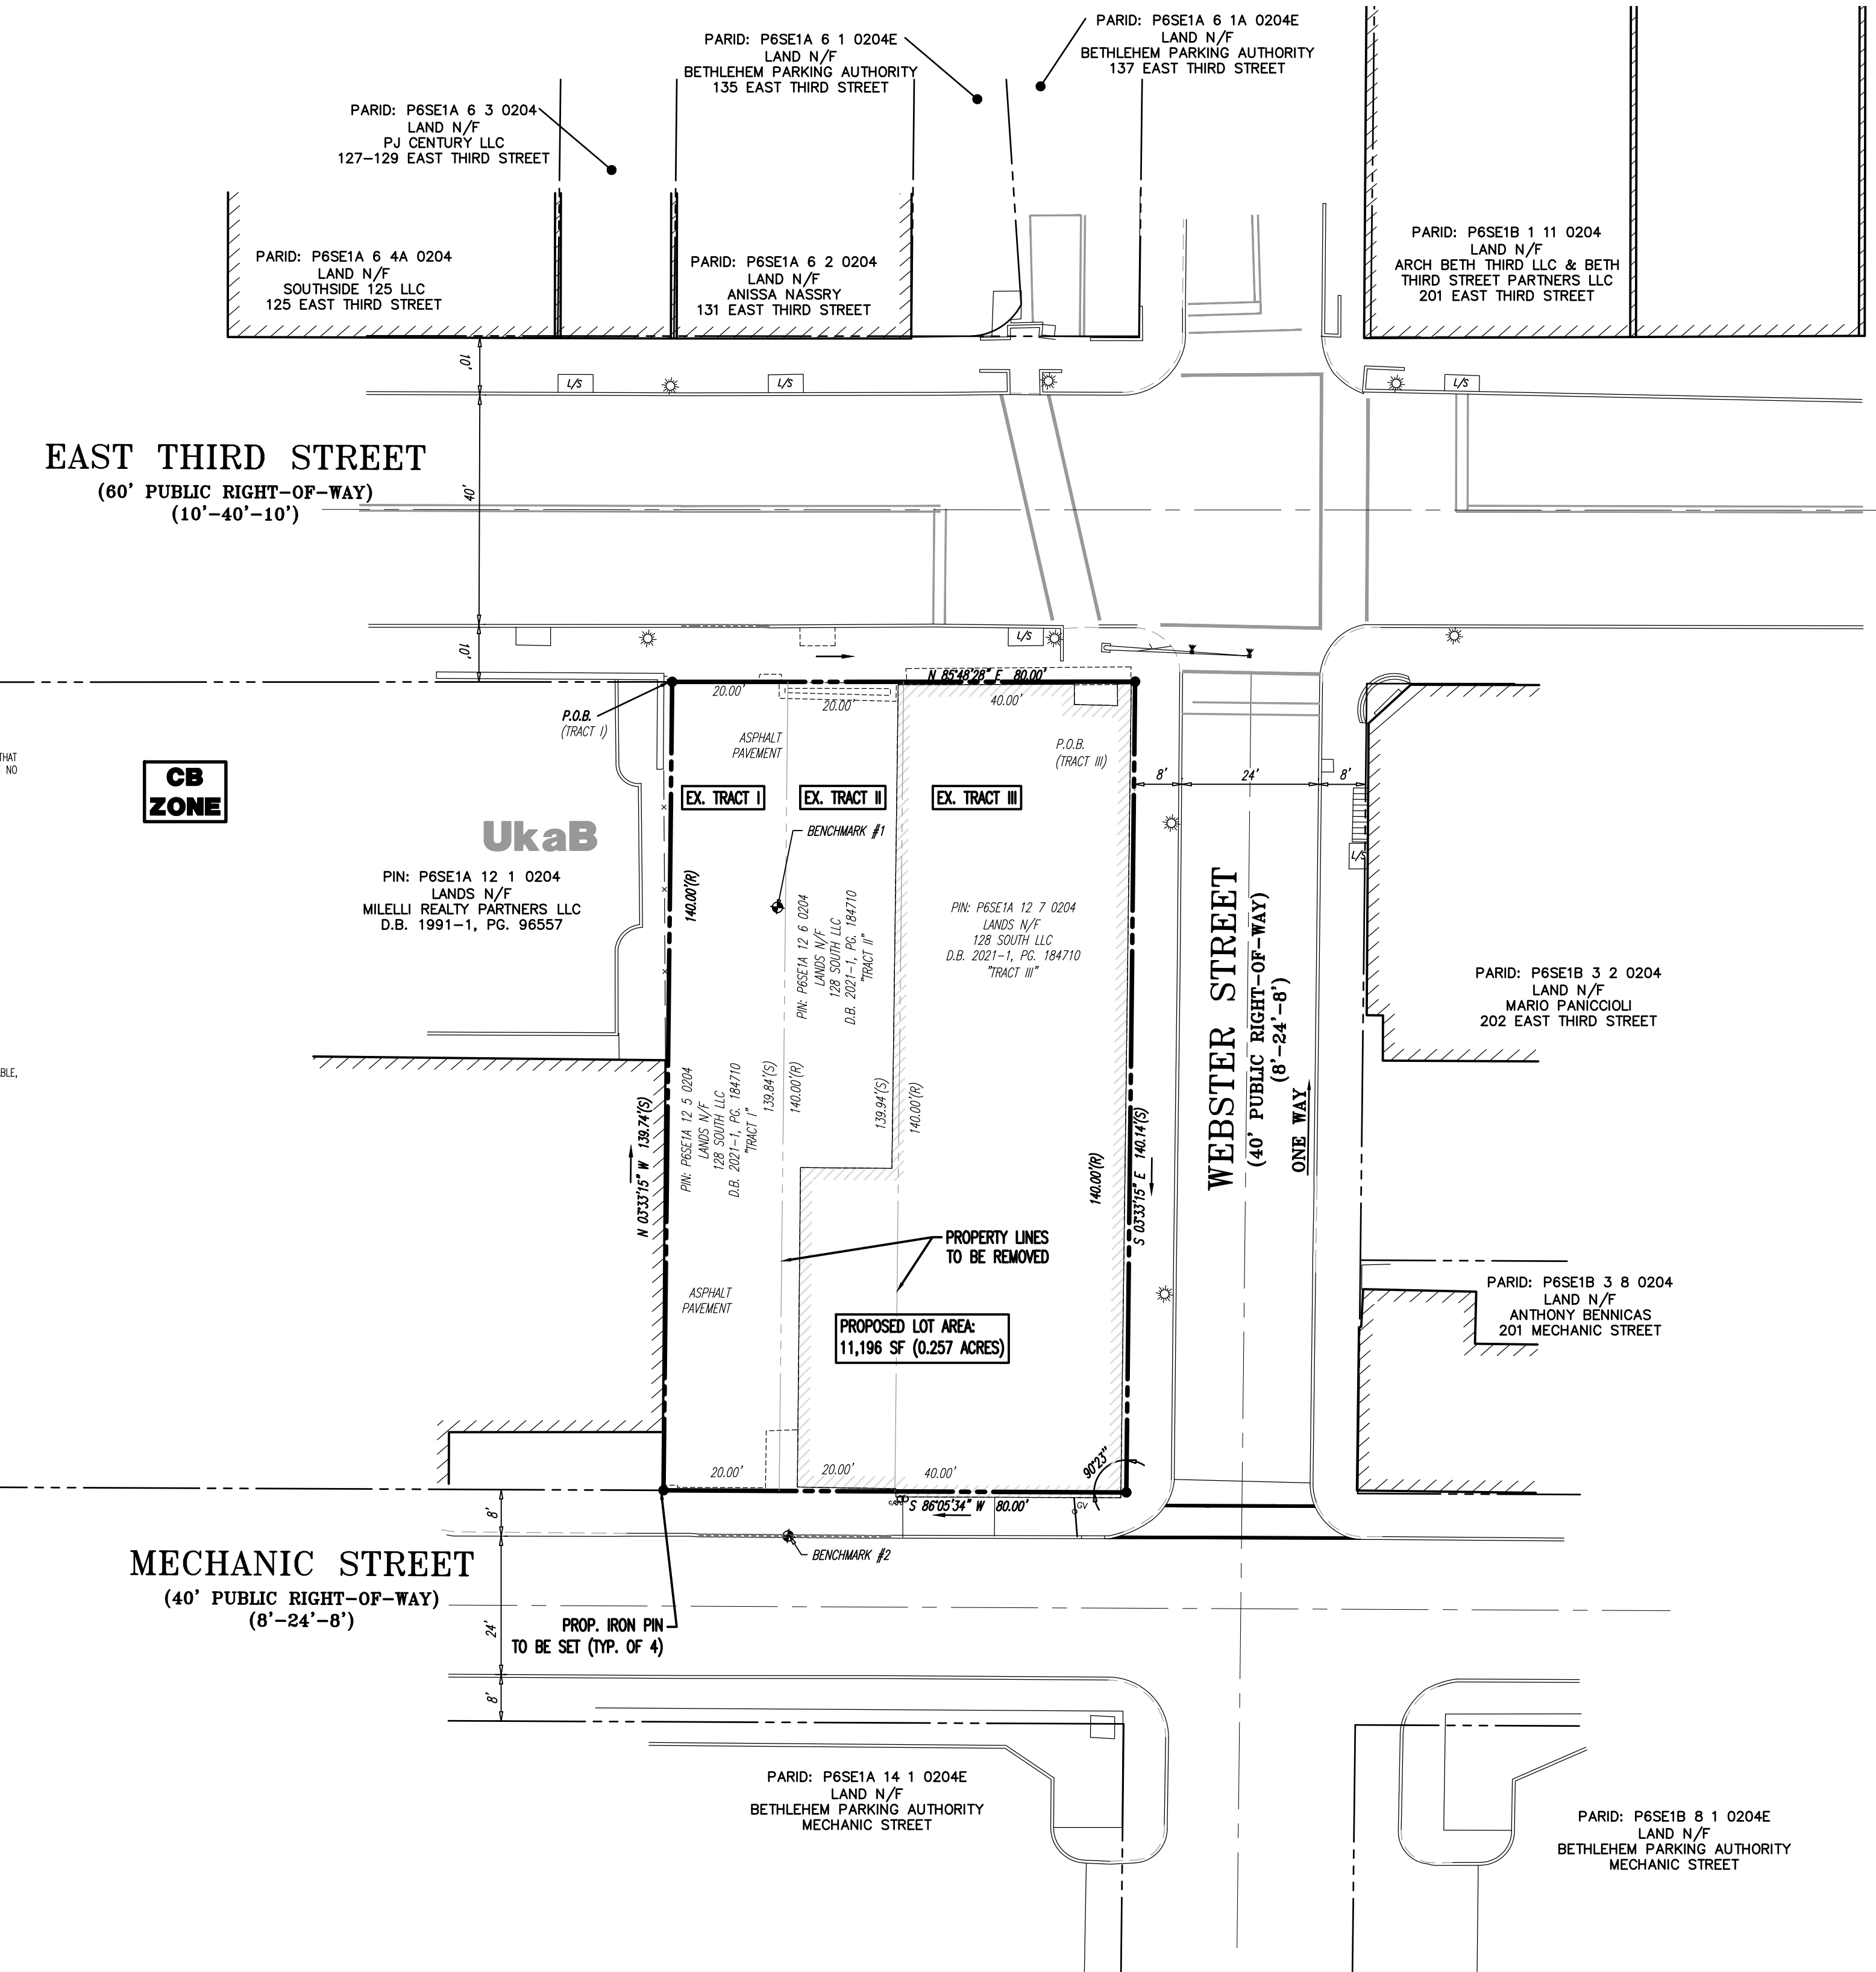 PARID: P6SE1A 6 1A 0204E
LAND N/F
BETHLEHEM PARKING AUTHORITY
137 EAST THIRD STREET
PARID: P6SE1A 6 1 0204E
LAND N/F
BETHLEHEM PARKING AUTHORITY
135 EAST THIRD STREET
PARID: P6SE1A 6 3 0204
LAND N/F
PJ CENTURY LLC
127-129 EAST THIRD STREET
PARID: P6SE1A 6 4A 0204
LAND N/F
SOUTHSIDE 125 LLC
125 EAST THIRD STREET
PARID: P6SE1A 6 2 0204
LAND N/F
ANISSA NASSRY
131 EAST THIRD STREET
PARID: P6SE1B 1 11 0204
LAND N/F
ARCH BETH THIRD LLC & BETH
THIRD STREET PARTNERS LLC
201 EAST THIRD STREET
10'
L/S
L/S
L/S
EAST THIRD STREET
(60' PUBLIC RIGHT-OF-WAY)
(10'-40'-10')
40'
10'
L/S
N 85°48'28" E 80.00'
20.00'
20.00'
40.00'
P.O.B.
(TRACT I)
ASPHALT
PAVEMENT
P.O.B.
(TRACT III)
THAT
NO
CB
ZONE
8'
24'
8'
EX. TRACT I
EX. TRACT II
EX. TRACT III
UkaB
BENCHMARK #1
L/S
PIN: P6SE1A 12 1 0204
LANDS N/F
MILELLI REALTY PARTNERS LLC
D.B. 1991-1, PG. 96557
140.00'(R)
PIN: P6SE1A 12 6 0204
LANDS N/F
128 SOUTH LLC
D.B. 2021-1, PG. 184710
"TRACT II"
PIN: P6SE1A 12 7 0204
LANDS N/F
128 SOUTH LLC
D.B. 2021-1, PG. 184710
"TRACT III"
WEBSTER STREET
(40' PUBLIC RIGHT-OF-WAY)
(8'-24'-8')
ONE WAY
PARID: P6SE1B 3 2 0204
LAND N/F
MARIO PANICCIOLI
202 EAST THIRD STREET
BLE,
N 03°33'15" W 139.74'(S)
PIN: P6SE1A 12 5 0204
LANDS N/F
128 SOUTH LLC
D.B. 2021-1, PG. 184710
"TRACT I"
139.84'(S)
140.00'(R)
139.94'(S)
140.00'(R)
140.00'(R)
S 03°33'15" E 140.14'(S)
PROPERTY LINES
TO BE REMOVED
ASPHALT
PAVEMENT
PROPOSED LOT AREA:
11,196 SF (0.257 ACRES)
PARID: P6SE1B 3 8 0204
LAND N/F
ANTHONY BENNICAS
201 MECHANIC STREET
20.00'
20.00'
40.00'
90°23"
S 86°05'34" W 80.00'
GV
8'
BENCHMARK #2
MECHANIC STREET
(40' PUBLIC RIGHT-OF-WAY)
(8'-24'-8')
24'
PROP. IRON PIN
TO BE SET (TYP. OF 4)
8'
PARID: P6SE1A 14 1 0204E
LAND N/F
BETHLEHEM PARKING AUTHORITY
MECHANIC STREET
PARID: P6SE1B 8 1 0204E
LAND N/F
BETHLEHEM PARKING AUTHORITY
MECHANIC STREET